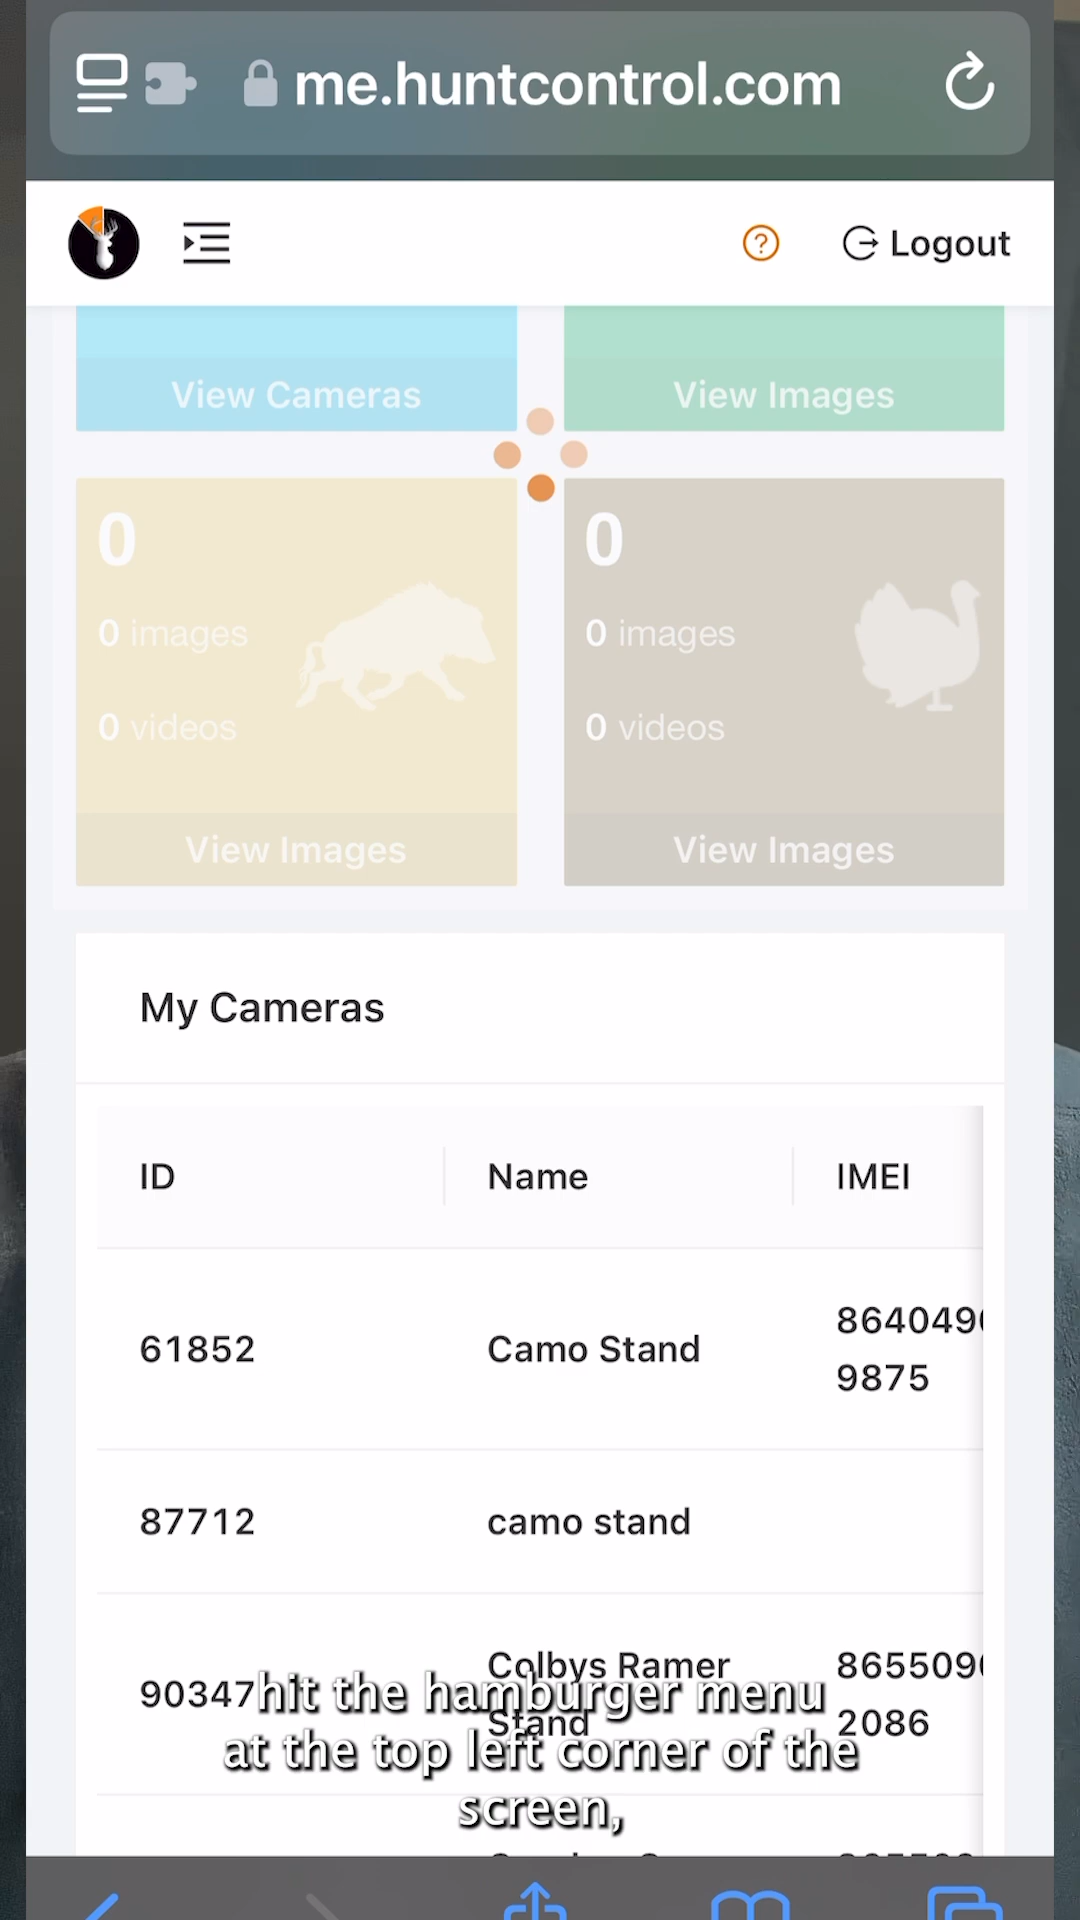 me.huntcontrol.com
Logout
View Cameras
View Images
0
0 images
0 videos
View Images
0
0 images
0 videos
View Images
My Cameras
ID Name IMEI
61852 Camo Stand 864049
9875
87712 camo stand
90347 Colbys Ramer Stand 865509
2086
hit the hamburger menu
at the top left corner of the
screen,